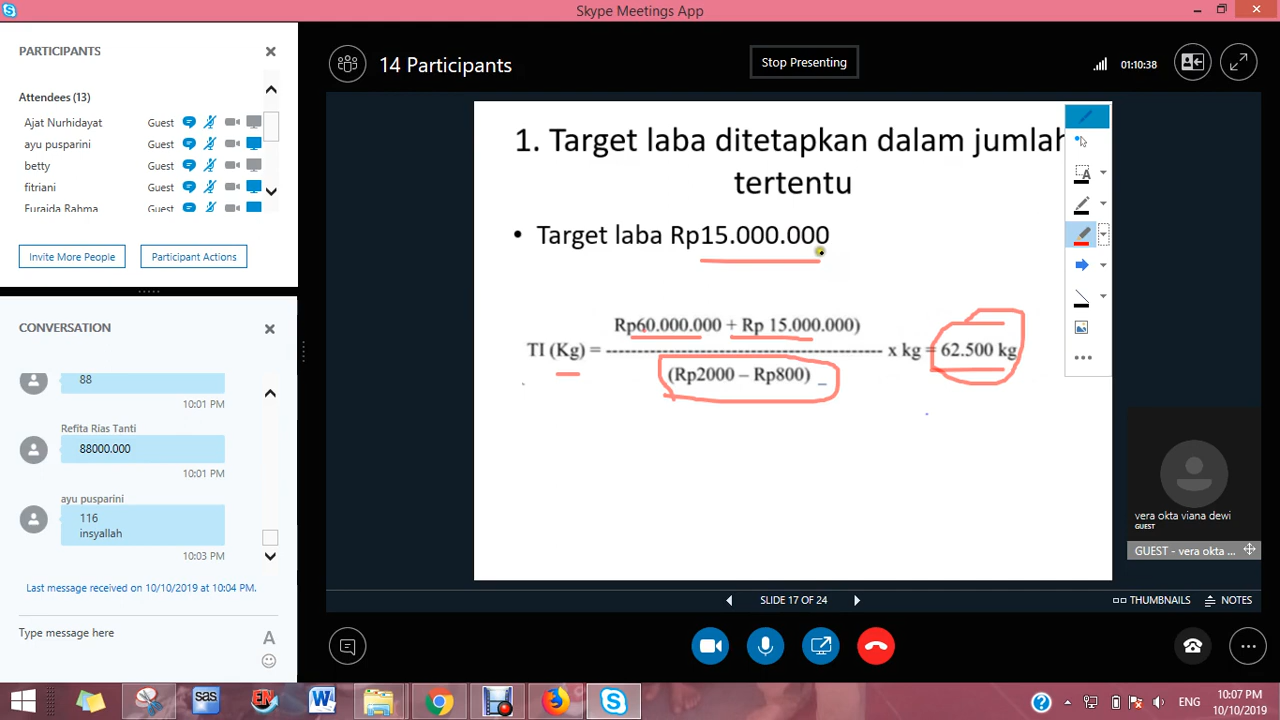 Skype Meetings App
PARTICIPANTS
Attendees (13)
Ajat Nurhidayat Guest
ayu pusparini Guest
betty Guest
fitriani Guest
Furaida Rahma Guest
Invite More People
Participant Actions
CONVERSATION
88
10:01 PM
Refita Rias Tanti
88000.000
10:01 PM
ayu pusparini
116
insyallah
10:03 PM
Last message received on 10/10/2019 at 10:04 PM.
Type message here
A
14 Participants
Stop Presenting
01:10:38
1. Target laba ditetapkan dalam jumlah
tertentu
• Target laba Rp15.000.000
Rp60.000.000 + Rp 15.000.000)
TI (Kg) = ---------------------------------------------- x kg = 62.500 kg
(Rp2000 – Rp800)
A
vera okta viana dewi
GUEST
GUEST - vera okta ...
SLIDE 17 OF 24
THUMBNAILS
NOTES
sas
EN
W
ENG
10:07 PM
10/10/2019